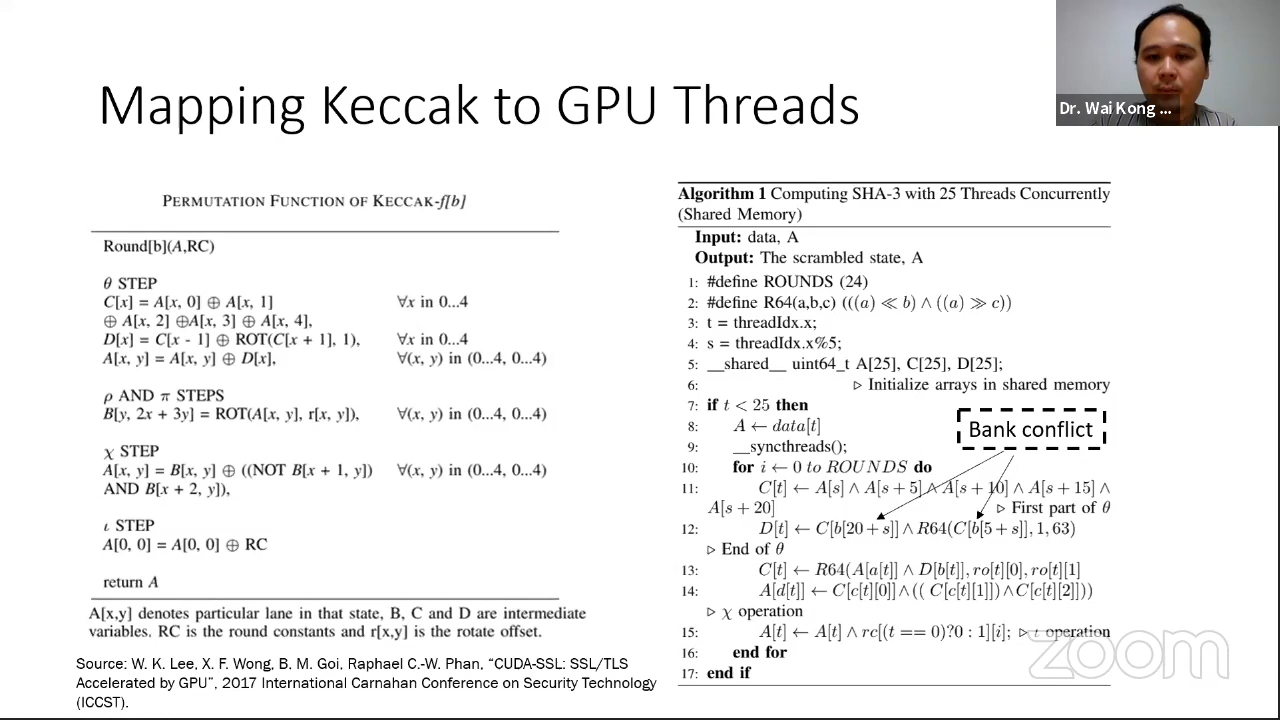 Mapping Keccak to GPU Threads
Dr. Wai Kong ...
PERMUTATION FUNCTION OF KECCAK-f[b]
Round[b](A,RC)
θ STEP
C[x] = A[x, 0] ⊕ A[x, 1] ∀x in 0...4
⊕ A[x, 2] ⊕A[x, 3] ⊕ A[x, 4],
D[x] = C[x - 1] ⊕ ROT(C[x + 1], 1), ∀x in 0...4
A[x, y] = A[x, y] ⊕ D[x], ∀(x, y) in (0...4, 0...4)
ρ AND π STEPS
B[y, 2x + 3y] = ROT(A[x, y], r[x, y]), ∀(x, y) in (0...4, 0...4)
χ STEP
A[x, y] = B[x, y] ⊕ ((NOT B[x + 1, y]) ∀(x, y) in (0...4, 0...4)
AND B[x + 2, y]),
ι STEP
A[0, 0] = A[0, 0] ⊕ RC
return A
A[x,y] denotes particular lane in that state, B, C and D are intermediate
variables. RC is the round constants and r[x,y] is the rotate offset.
Source: W. K. Lee, X. F. Wong, B. M. Goi, Raphael C.-W. Phan, “CUDA-SSL: SSL/TLS
Accelerated by GPU”, 2017 International Carnahan Conference on Security Technology
(ICCST).
Algorithm 1 Computing SHA-3 with 25 Threads Concurrently
(Shared Memory)
Input: data, A
Output: The scrambled state, A
1: #define ROUNDS (24)
2: #define R64(a,b,c) (((a) ≪ b) ∧ ((a) ≫ c))
3: t = threadIdx.x;
4: s = threadIdx.x%5;
5: __shared__ uint64_t A[25], C[25], D[25];
6: ▷ Initialize arrays in shared memory
7: if t < 25 then
8: A ← data[t]
9: __syncthreads();
10: for i ← 0 to ROUNDS do
11: C[t] ← A[s] ∧ A[s + 5] ∧ A[s + 10] ∧ A[s + 15] ∧
A[s + 20] ▷ First part of θ
12: D[t] ← C[b[20 + s]] ∧ R64(C[b[5 + s]], 1, 63)
▷ End of θ
13: C[t] ← R64(A[a[t]] ∧ D[b[t]], ro[t][0], ro[t][1]
14: A[d[t]] ← C[c[t][0]] ∧ (( C[c[t][1]]) ∧ C[c[t][2]]))
▷ χ operation
15: A[t] ← A[t] ∧ rc[(t == 0)?0 : 1][i]; ▷ ι operation
16: end for
17: end if
Bank conflict
zoom